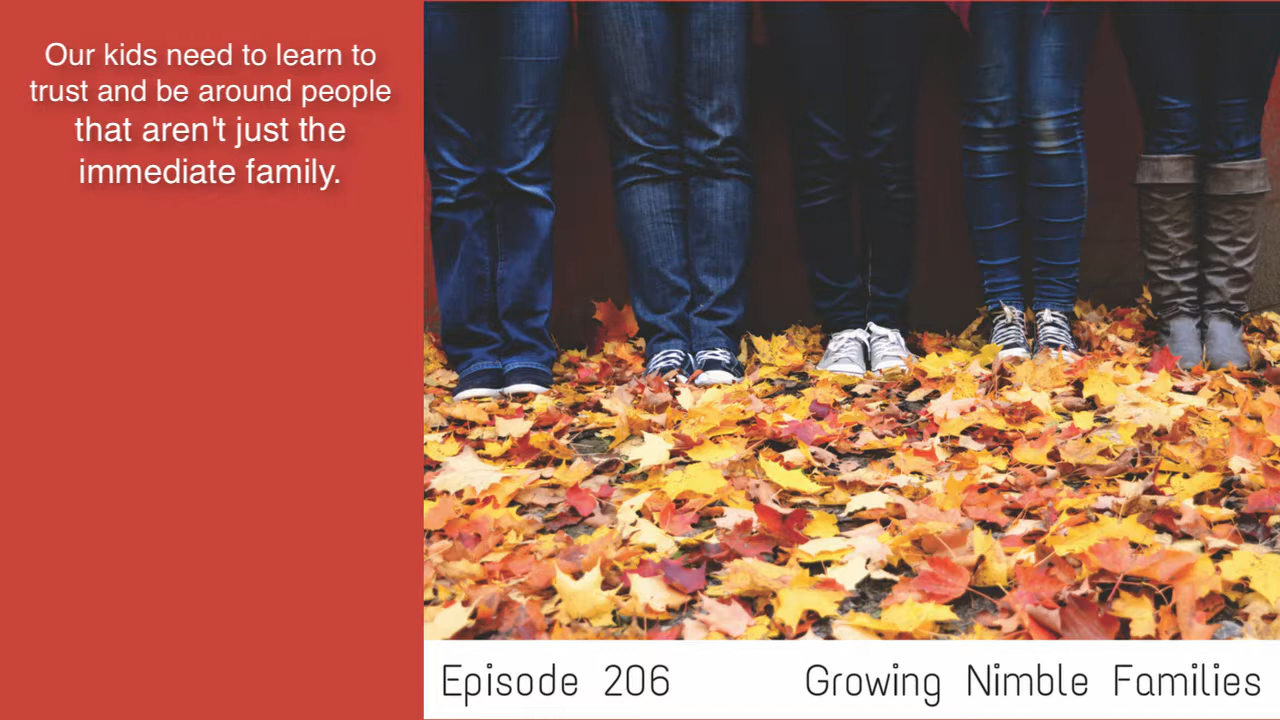 Our kids need to learn to
trust and be around people
that aren't just the
immediate family.
Episode 206
Growing Nimble Families